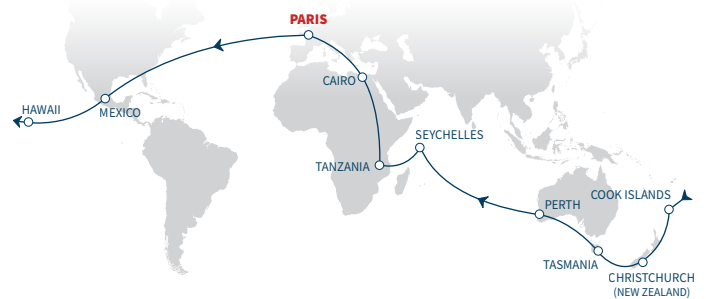 PARIS
CAIRO
HAWAII
MEXICO
SEYCHELLES
TANZANIA
COOK ISLANDS
PERTH
TASMANIA
CHRISTCHURCH
(NEW ZEALAND)